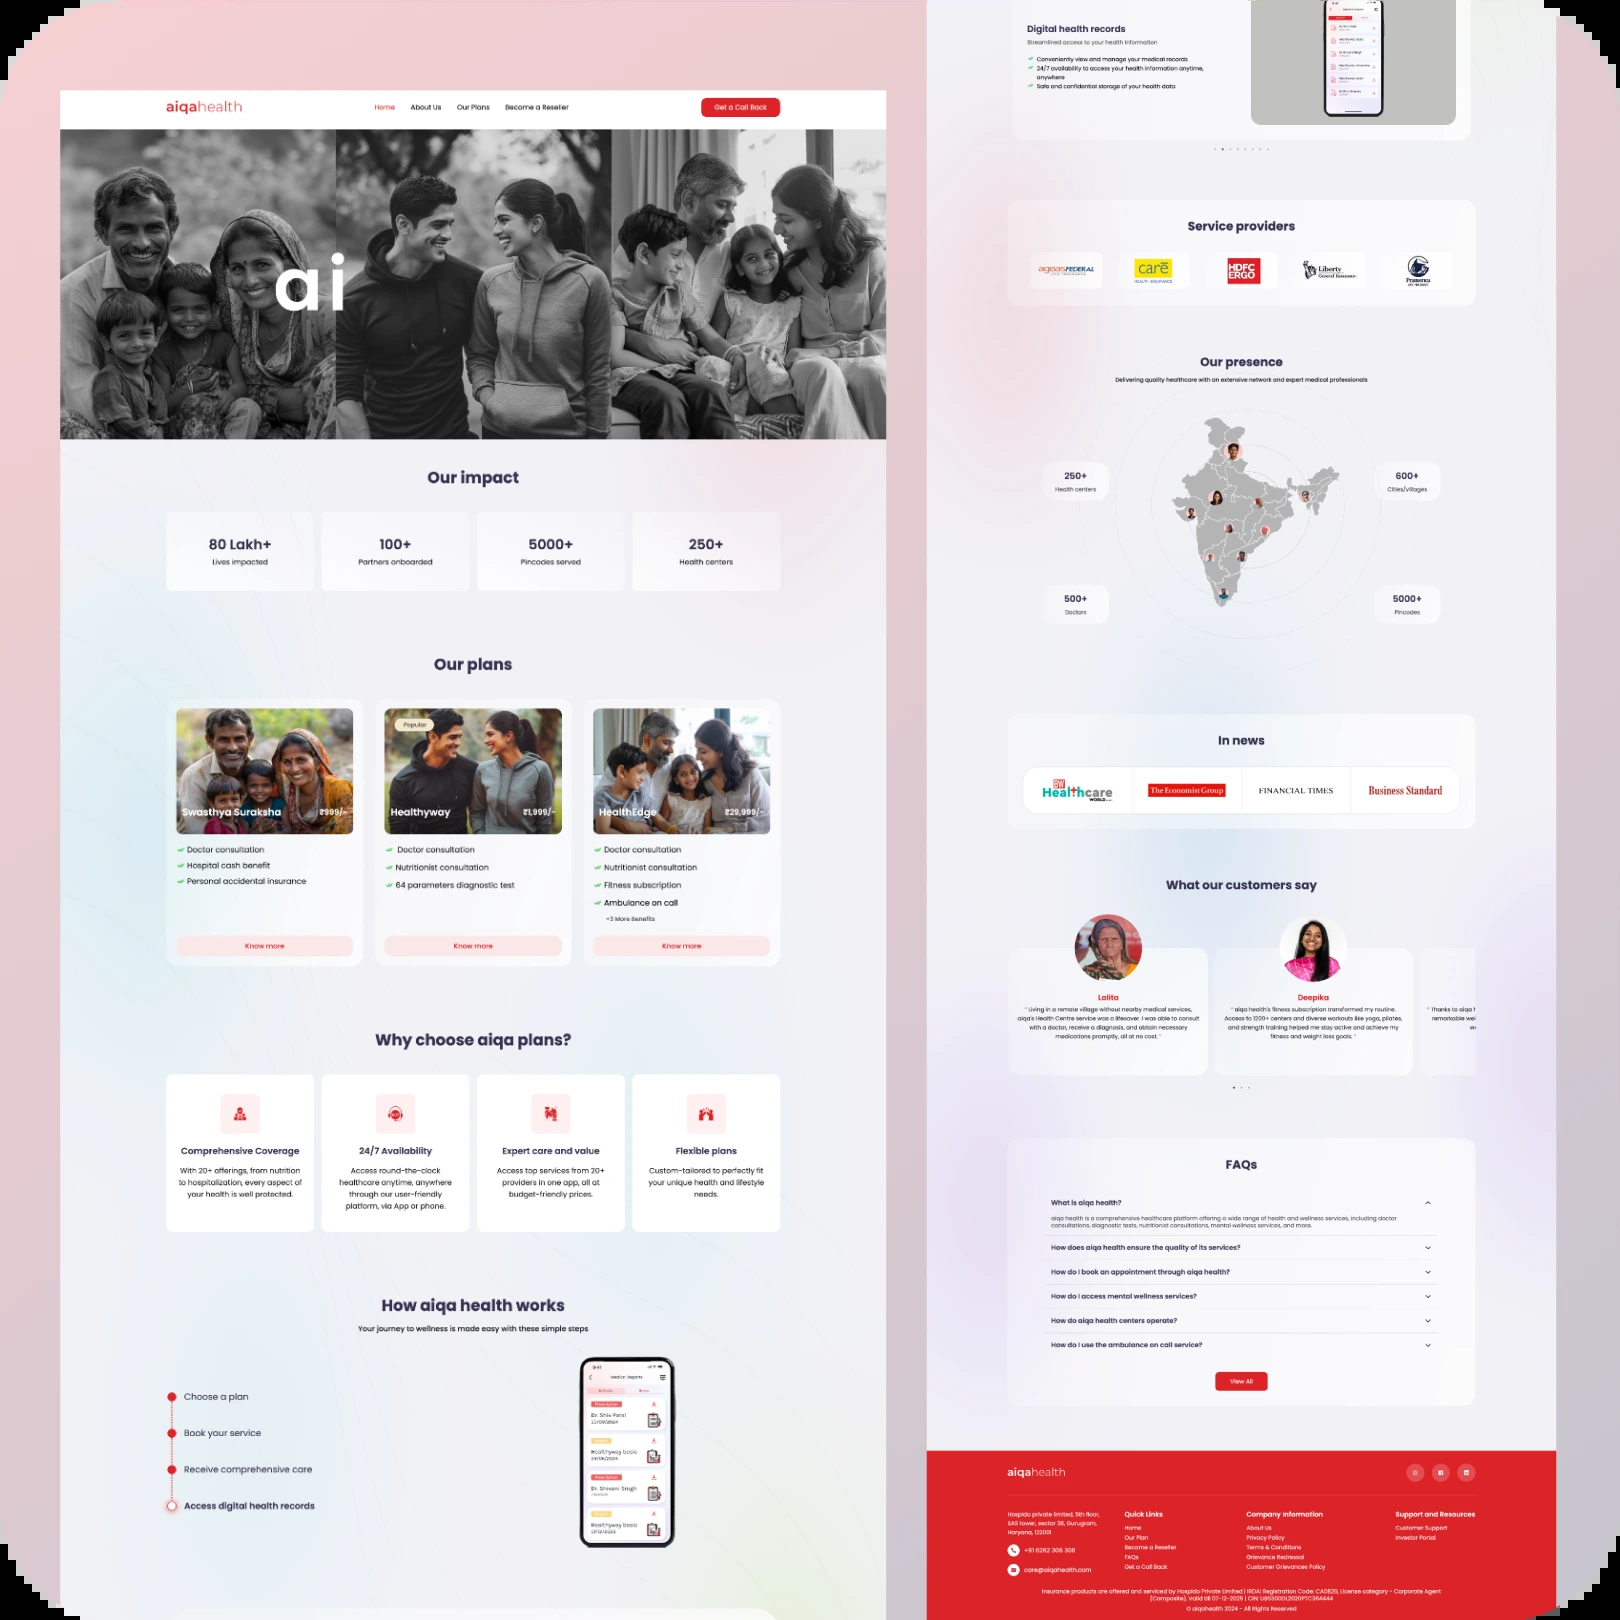 aiqahealth
Home
About Us
Our Plans
Become a Reseller
Get a Call Back
ai
Our impact
80 Lakh+
Lives impacted
100+
Partners onboarded
5000+
Pincodes served
250+
Health centers
Our plans
Swasthya Suraksha
₹999/-
Doctor consultation
Hospital cash benefit
Personal accidental insurance
Know more
Popular
Healthyway
₹1,999/-
Doctor consultation
Nutritionist consultation
64 parameters diagnostic test
Know more
HealthEdge
₹29,999/-
Doctor consultation
Nutritionist consultation
Fitness subscription
Ambulance on call
+3 More Benefits
Know more
Why choose aiqa plans?
Comprehensive Coverage
With 20+ offerings, from nutrition
to hospitalization, every aspect of
your health is well protected.
24/7 Availability
Access round-the-clock
healthcare anytime, anywhere
through our user-friendly
platform, via App or phone.
Expert care and value
Access top services from 20+
providers in one app, all at
budget-friendly prices.
Flexible plans
Custom-tailored to perfectly fit
your unique health and lifestyle
needs.
How aiqa health works
Your journey to wellness is made easy with these simple steps
Choose a plan
Book your service
Receive comprehensive care
Access digital health records
9:41
Medical Reports
Dr. Shiv Patel
Healthyway basic
Dr. Shivani Singh
Healthyway basic
Digital health records
Streamlined access to your health information
Conveniently view and manage your medical records
24/7 availability to access your health information anytime,
anywhere
Safe and confidential storage of your health data
Service providers
ageasFEDERAL
LIFE INSURANCE
care
HEALTH INSURANCE
HDFC
ERGO
Liberty
General Insurance
Pramerica
LIFE INSURANCE
Our presence
Delivering quality healthcare with an extensive network and expert medical professionals
250+
Health centers
600+
Cities/villages
500+
Doctors
5000+
Pincodes
In news
BW
Healthcare
WORLD
The Economist Group
FINANCIAL TIMES
Business Standard
What our customers say
Lalita
" Living in a remote village without nearby medical services,
aiqa's Health Centre service was a lifesaver. I was able to consult
with a doctor, receive a diagnosis, and obtain necessary
medications promptly, all at no cost. "
Deepika
" aiqa health's fitness subscription transformed my routine.
Access to 1200+ centers and diverse workouts like yoga, pilates,
and strength training helped me stay active and achieve my
fitness and weight loss goals. "
" Thanks to aiqa
remarkable
FAQs
What is aiqa health?
aiqa health is a comprehensive healthcare platform offering a wide range of health and wellness services, including doctor
consultations, diagnostic tests, nutritionist consultations, mental wellness services, and more.
How does aiqa health ensure the quality of its services?
How do I book an appointment through aiqa health?
How do I access mental wellness services?
How do aiqa health centers operate?
How do I use the ambulance on call service?
View All
aiqahealth
Hospido private limited, 5th floor,
SAS tower, sector 38, Gurugram,
Haryana, 122001
+91 6262 306 306
care@aiqahealth.com
Quick Links
Home
Our Plan
Become a Reseller
FAQs
Get a Call Back
Company Information
About Us
Privacy Policy
Terms & Conditions
Grievance Redressal
Customer Grievances Policy
Support and Resources
Customer Support
Investor Portal
Insurance products are offered and serviced by Hospido Private Limited | IRDAI Registration Code: CA0829, License category - Corporate Agent
(Composite), Valid till 07-12-2025 | CIN: U85300DL2020PTC364444
© aiqahealth 2024 - All Rights Reserved